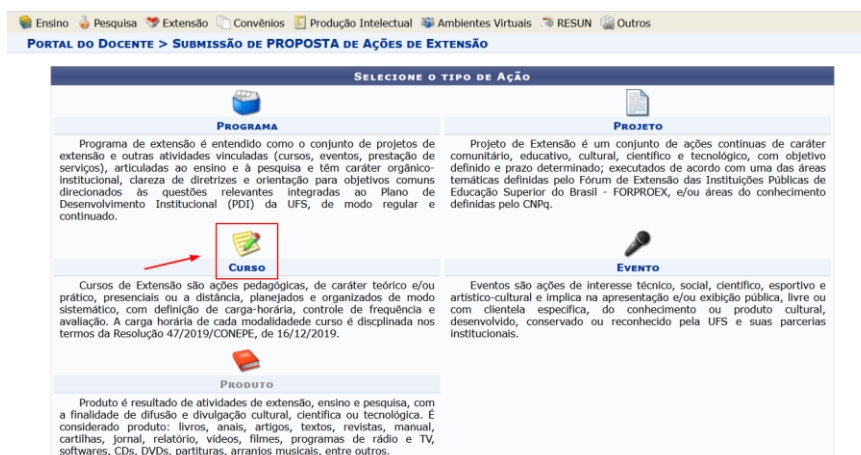 Ensino Pesquisa Extensão Convênios Produção Intelectual Ambientes Virtuais RESUN Outros
PORTAL DO DOCENTE > SUBMISSÃO DE PROPOSTA DE AÇÕES DE EXTENSÃO
SELECIONE O TIPO DE AÇÃO
PROGRAMA
Programa de extensão é entendido como o conjunto de projetos de
extensão e outras atividades vinculadas (cursos, eventos, prestação de
serviços), articuladas ao ensino e à pesquisa e têm caráter orgânico-
institucional, clareza de diretrizes e orientação para objetivos comuns
direcionados às questões relevantes integradas ao Plano de
Desenvolvimento Institucional (PDI) da UFS, de modo regular e
continuado.
PROJETO
Projeto de Extensão é um conjunto de ações contínuas de caráter
comunitário, educativo, cultural, científico e tecnológico, com objetivo
definido e prazo determinado; executados de acordo com uma das áreas
temáticas definidas pelo Fórum de Extensão das Instituições Públicas de
Educação Superior do Brasil - FORPROEX, e/ou áreas do conhecimento
definidas pelo CNPq.
CURSO
Cursos de Extensão são ações pedagógicas, de caráter teórico e/ou
prático, presenciais ou a distância, planejados e organizados de modo
sistemático, com definição de carga-horária, controle de frequência e
avaliação. A carga horária de cada modalidadede curso é discplinada nos
termos da Resolução 47/2019/CONEPE, de 16/12/2019.
EVENTO
Eventos são ações de interesse técnico, social, científico, esportivo e
artístico-cultural e implica na apresentação e/ou exibição pública, livre ou
com clientela específica, do conhecimento ou produto cultural,
desenvolvido, conservado ou reconhecido pela UFS e suas parcerias
institucionais.
PRODUTO
Produto é resultado de atividades de extensão, ensino e pesquisa, com
a finalidade de difusão e divulgação cultural, científica ou tecnológica. É
considerado produto: livros, anais, artigos, textos, revistas, manual,
cartilhas, jornal, relatório, vídeos, filmes, programas de rádio e TV,
softwares, CDs, DVDs, partituras, arranjos musicais, entre outros.